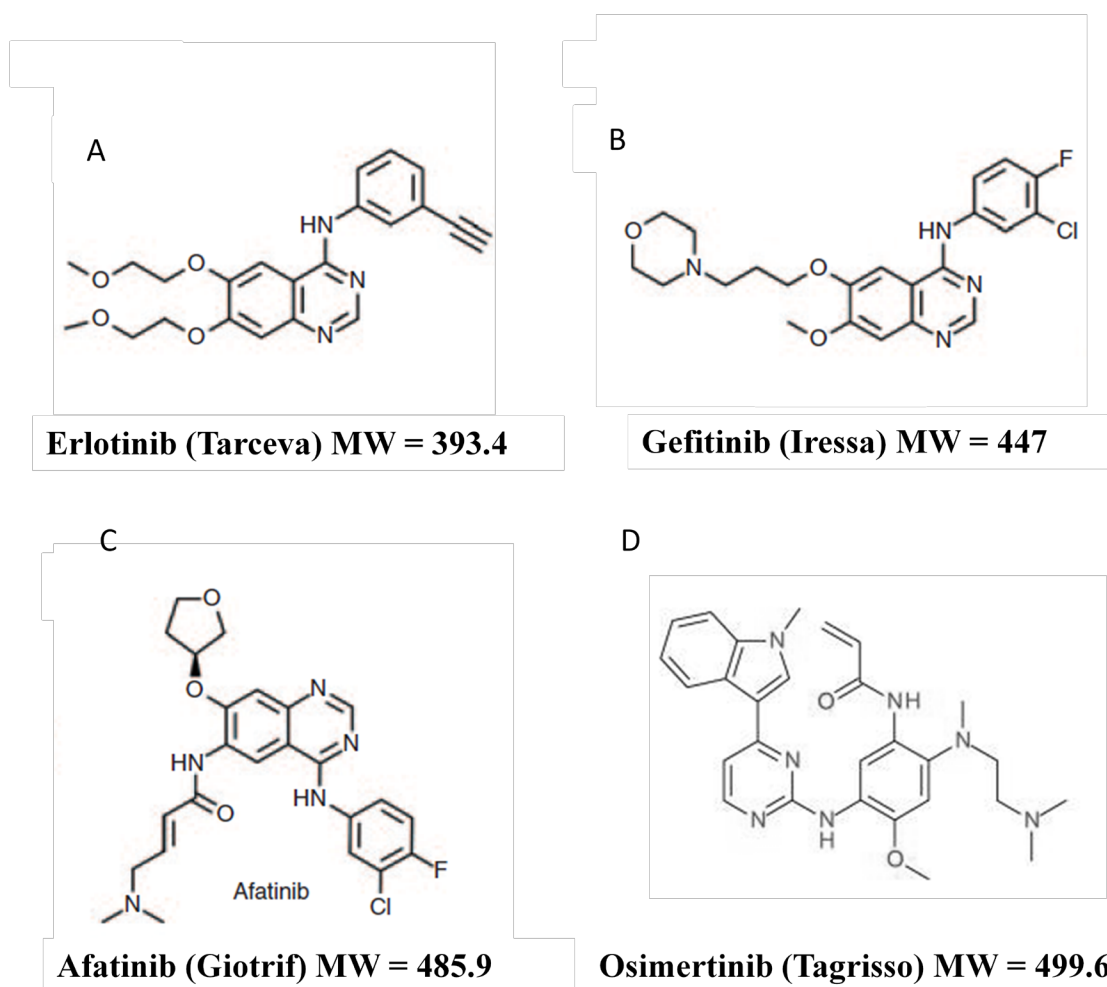 A
B
F
Cl
HN
O
N
O
O
N
N
O
O
HN
O
O
N
N
O
Erlotinib (Tarceva) MW = 393.4
Gefitinib (Iressa) MW = 447
C
D
O
O
N
N
HN
O
HN
F
Cl
N
Afatinib
N
O
NH
N
N
N
N
H
O
N
Afatinib (Giotrif) MW = 485.9
Osimertinib (Tagrisso) MW = 499.6